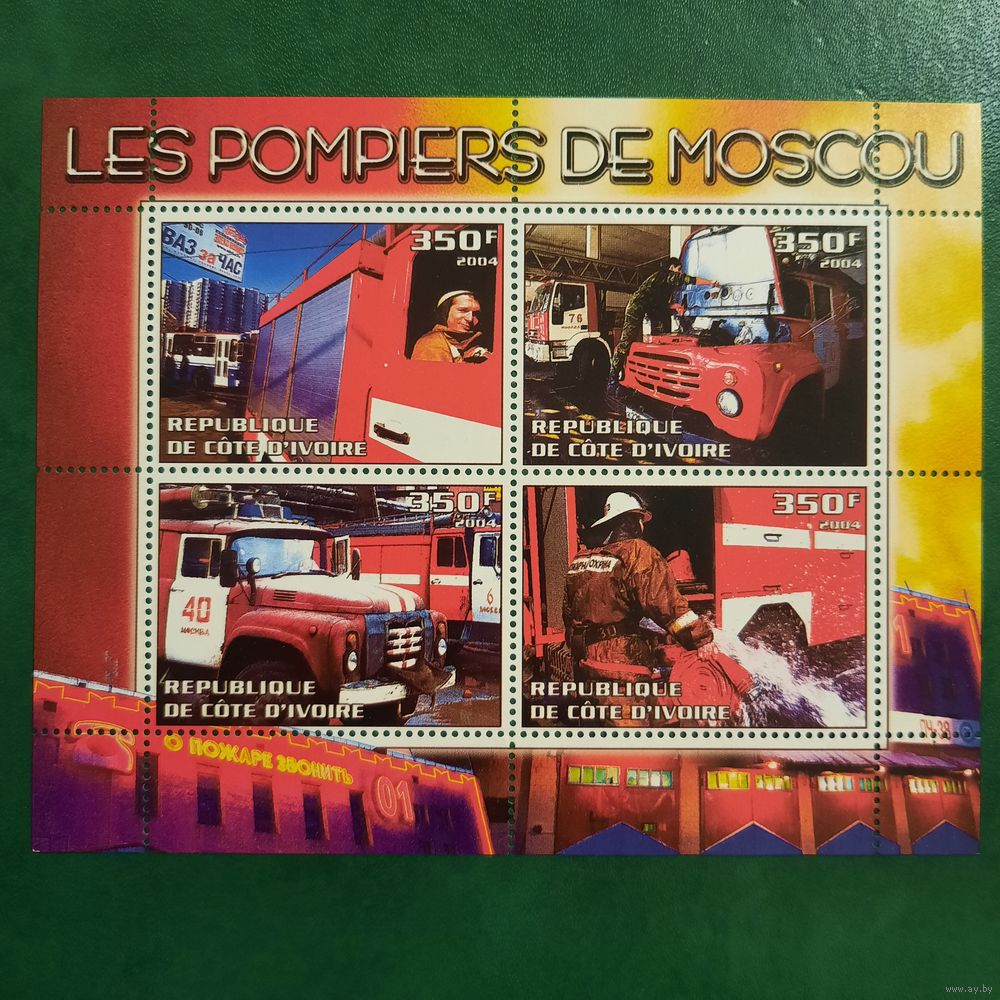 LES POMPIERS DE MOSCOU
ВАЗ за ЧАС
350F
2004
REPUBLIQUE
DE CÔTE D'IVOIRE
350F
2004
76
REPUBLIQUE
DE CÔTE D'IVOIRE
350F
2004
40
МОСКВА
6
REPUBLIQUE
DE CÔTE D'IVOIRE
350F
2004
REPUBLIQUE
DE CÔTE D'IVOIRE
О ПОЖАРЕ ЗВОНИТЬ
01
www.ay.by